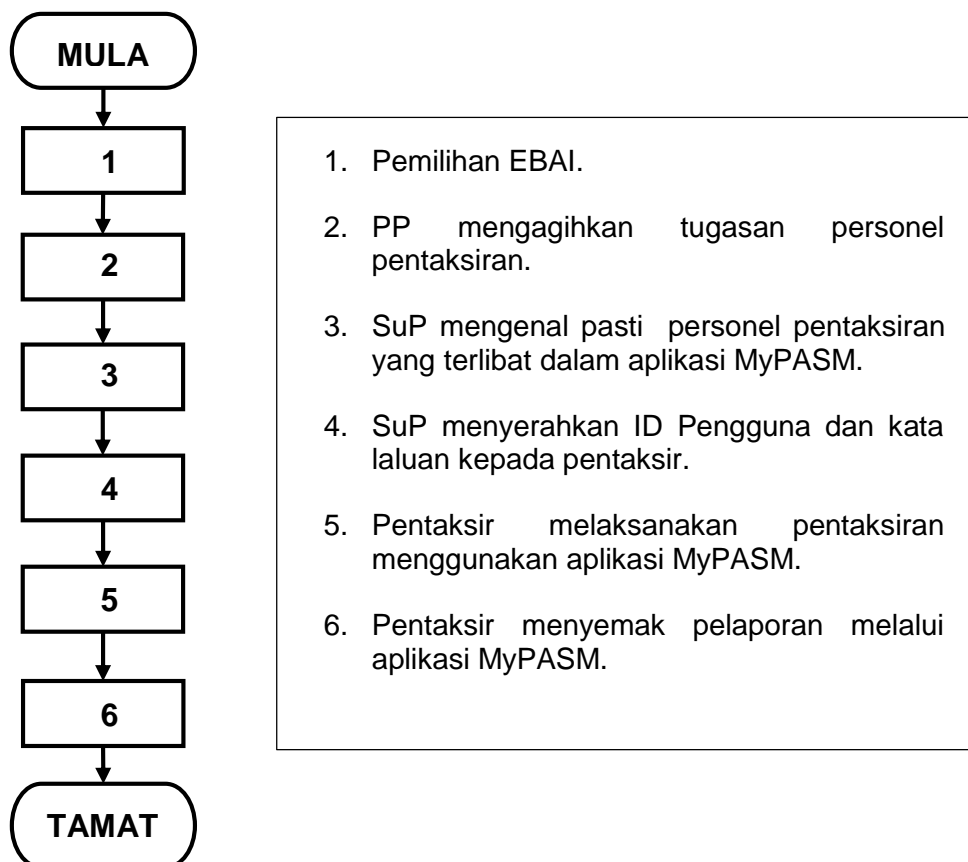 MULA
1
2
3
4
5
6
TAMAT
1. Pemilihan EBAI.
2. PP mengagihkan tugasan personel
pentaksiran.
3. SuP mengenal pasti personel pentaksiran
yang terlibat dalam aplikasi MyPASM.
4. SuP menyerahkan ID Pengguna dan kata
laluan kepada pentaksir.
5. Pentaksir melaksanakan pentaksiran
menggunakan aplikasi MyPASM.
6. Pentaksir menyemak pelaporan melalui
aplikasi MyPASM.